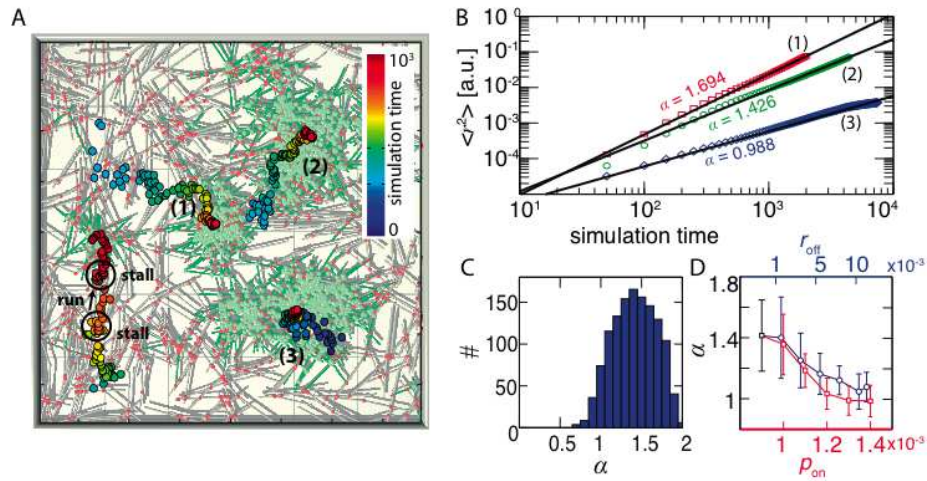 A
10³
simulation time
0
(1)
(2)
(3)
stall
run
stall
B
<r²> [a.u.]
10⁰
10⁻¹
10⁻²
10⁻³
10⁻⁴
α = 1.694
α = 1.426
α = 0.988
(1)
(2)
(3)
10¹ 10² 10³ 10⁴
simulation time
C
#
150
100
50
0
0.5 1 1.5 2
α
D
r_off
1 5 10 x10⁻³
α
1.8
1.4
1
1 1.2 1.4 x10⁻³
p_on